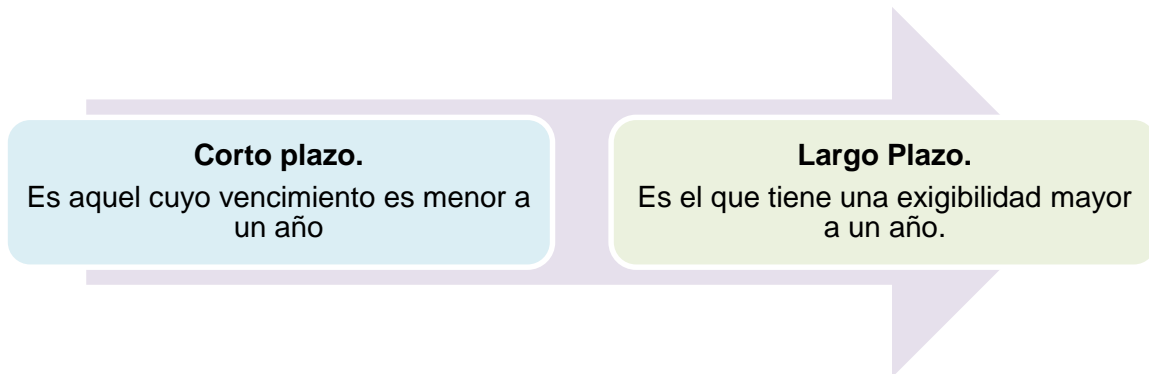 Corto plazo.
Es aquel cuyo vencimiento es menor a
un año
Largo Plazo.
Es el que tiene una exigibilidad mayor
a un año.